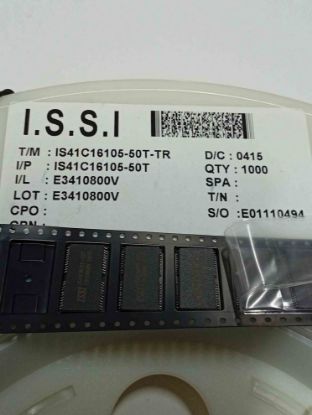 I.S.S.I
T/M : IS41C16105-50T-TR D/C : 0415
I/P : IS41C16105-50T QTY : 1000
I/L : E3410800V SPA :
LOT : E3410800V T/N :
CPO : S/O :E01110494